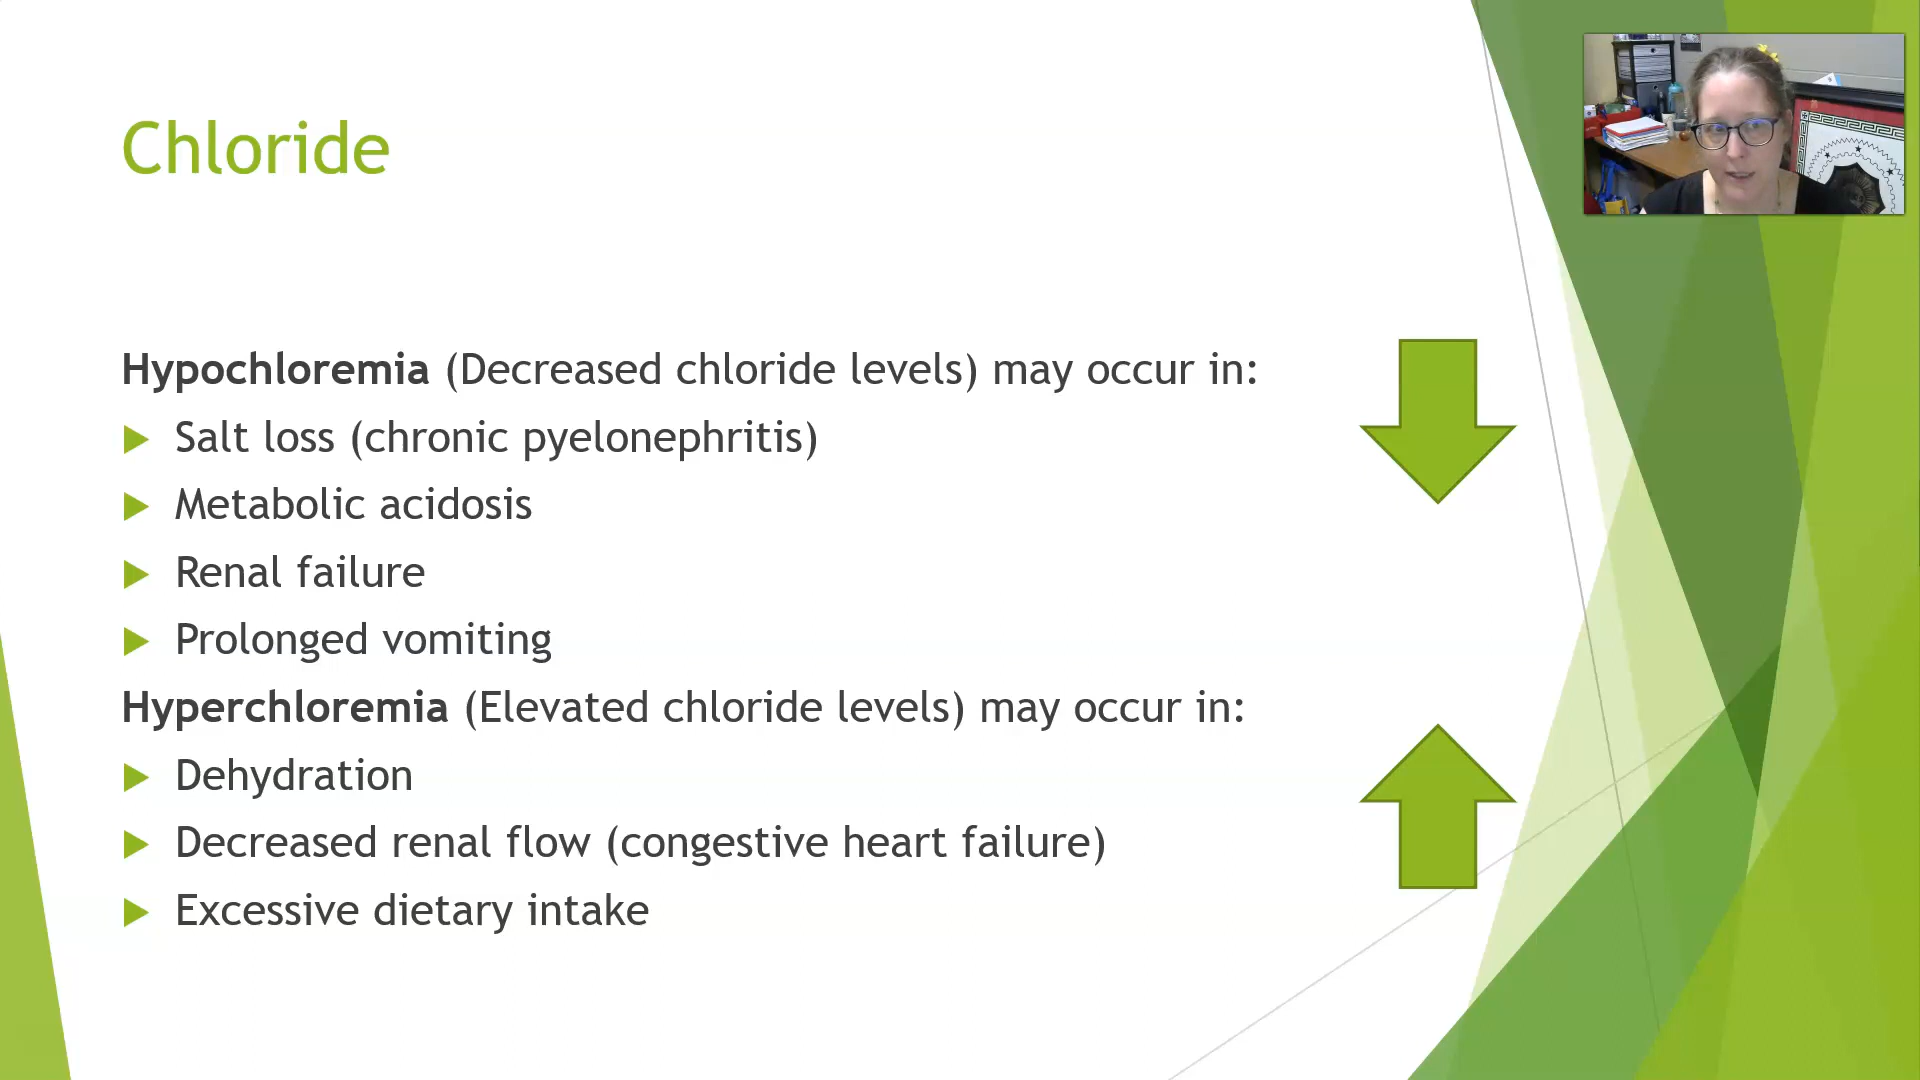 Chloride
Hypochloremia (Decreased chloride levels) may occur in:
Salt loss (chronic pyelonephritis)
Metabolic acidosis
Renal failure
Prolonged vomiting
Hyperchloremia (Elevated chloride levels) may occur in:
Dehydration
Decreased renal flow (congestive heart failure)
Excessive dietary intake